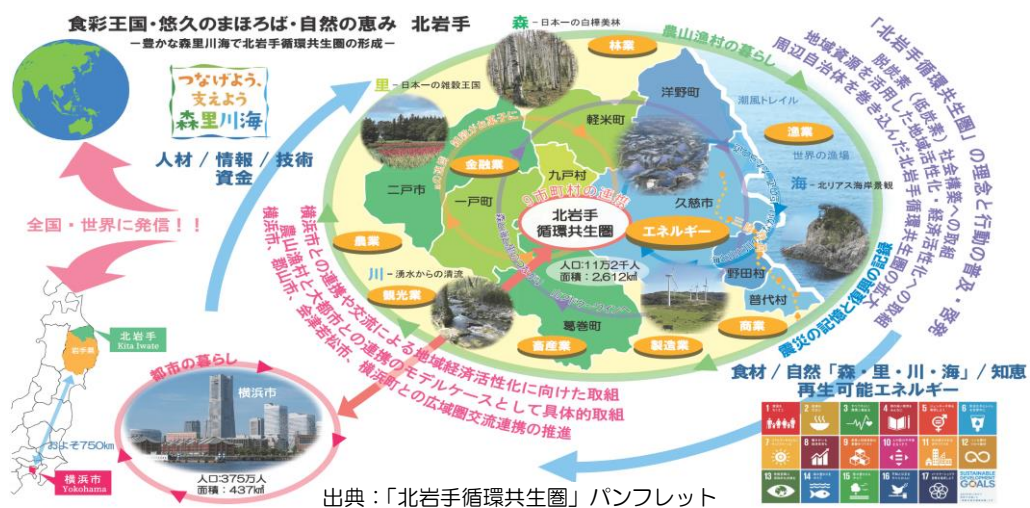 食彩王国・悠久のまほろば・自然の恵み 北岩手
－豊かな森里川海で北岩手循環共生圏の形成－
つなげよう、
支えよう
森里川海
人材 / 情報 / 技術
資金
全国・世界に発信！！
森 - 日本一の白樺美林
里 - 日本一の雑穀王国
川 - 湧水からの清流
海 - 北リアス海岸景観
農山漁村の暮らし
林業
漁業
金融業
農業
観光業
畜産業
製造業
商業
エネルギー
洋野町
軽米町
九戸村
二戸市
一戸町
久慈市
野田村
普代村
葛巻町
潮風トレイル
世界の漁場
9市町村の連携
北岩手
循環共生圏
人口：11万2千人
面積：2,612㎢
「北岩手循環共生圏」の理念と行動の普及・啓発
脱炭素（低炭素）社会構築への取組
地域資源を活用した地域活性化・経済活性化への取組
周辺自治体を巻き込んだ北岩手循環共生圏の拡大
震災の記憶と復興の記録
横浜市との連携や交流による地域経済活性化に向けた取組
農山漁村と大都市との連携のモデルケースとして具体的取組
横浜市、郡山市、会津若松市、横浜町との広域圏交流連携の推進
食材 / 自然「森・里・川・海」/ 知恵
再生可能エネルギー
北岩手
Kita Iwate
岩手県
およそ750km
横浜市
Yokohama
都市の暮らし
横浜市
人口：375万人
面積：437㎢
1
2
3
4
5
6
7
8
9
10
11
12
13
14
15
16
17
SUSTAINABLE
DEVELOPMENT
GOALS
出典：「北岩手循環共生圏」パンフレット